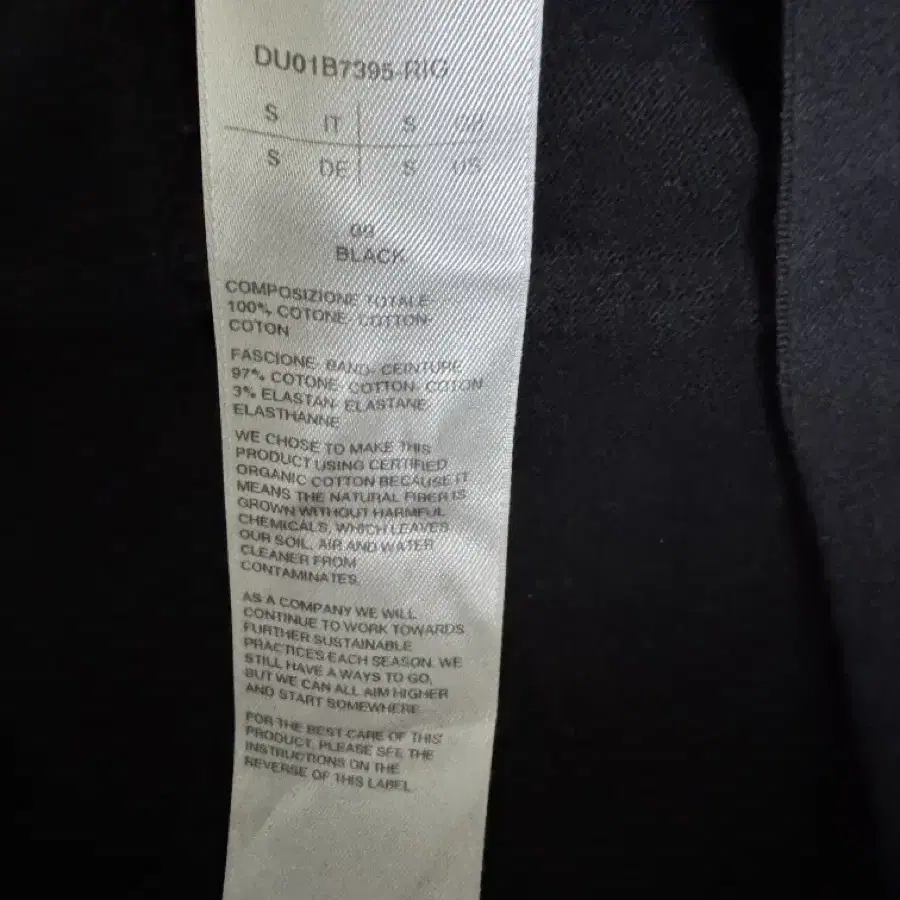 DU01B7395-RIG
S IT S GB
S DE S US
09
BLACK
COMPOSIZIONE TOTALE-
100% COTONE- COTTON-
COTON
FASCIONE- BAND- CEINTURE
97% COTONE- COTTON- COTON
3% ELASTAN- ELASTANE-
ELASTHANNE
WE CHOSE TO MAKE THIS
PRODUCT USING CERTIFIED
ORGANIC COTTON BECAUSE IT
MEANS THE NATURAL FIBER IS
GROWN WITHOUT HARMFUL
CHEMICALS, WHICH LEAVES
OUR SOIL, AIR AND WATER
CLEANER FROM
CONTAMINATES.
AS A COMPANY WE WILL
CONTINUE TO WORK TOWARDS
FURTHER SUSTAINABLE
PRACTICES EACH SEASON. WE
STILL HAVE A WAYS TO GO,
BUT WE CAN ALL AIM HIGHER
AND START SOMEWHERE.
FOR THE BEST CARE OF THIS
PRODUCT, PLEASE SEE THE
INSTRUCTIONS ON THE
REVERSE OF THIS LABEL